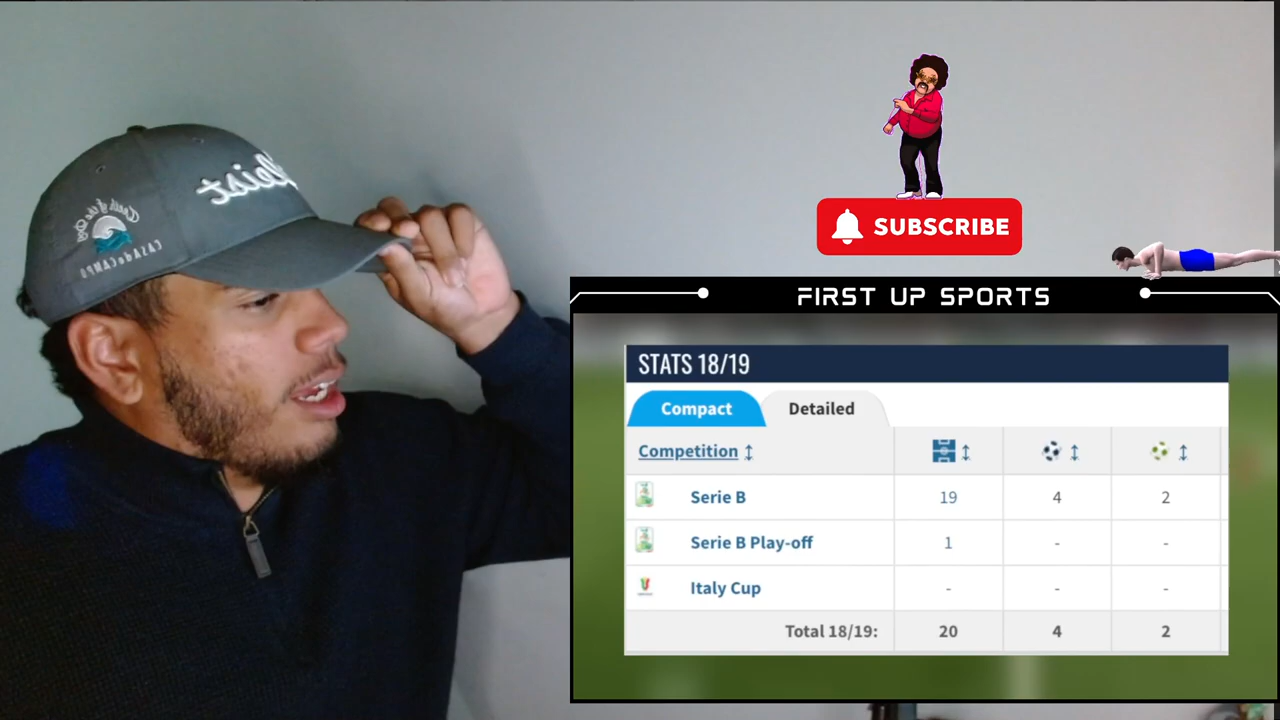 SUBSCRIBE
FIRST UP SPORTS
STATS 18/19
Compact Detailed
Competition
Serie B 19 4 2
Serie B Play-off 1 - -
Italy Cup - - -
Total 18/19: 20 4 2